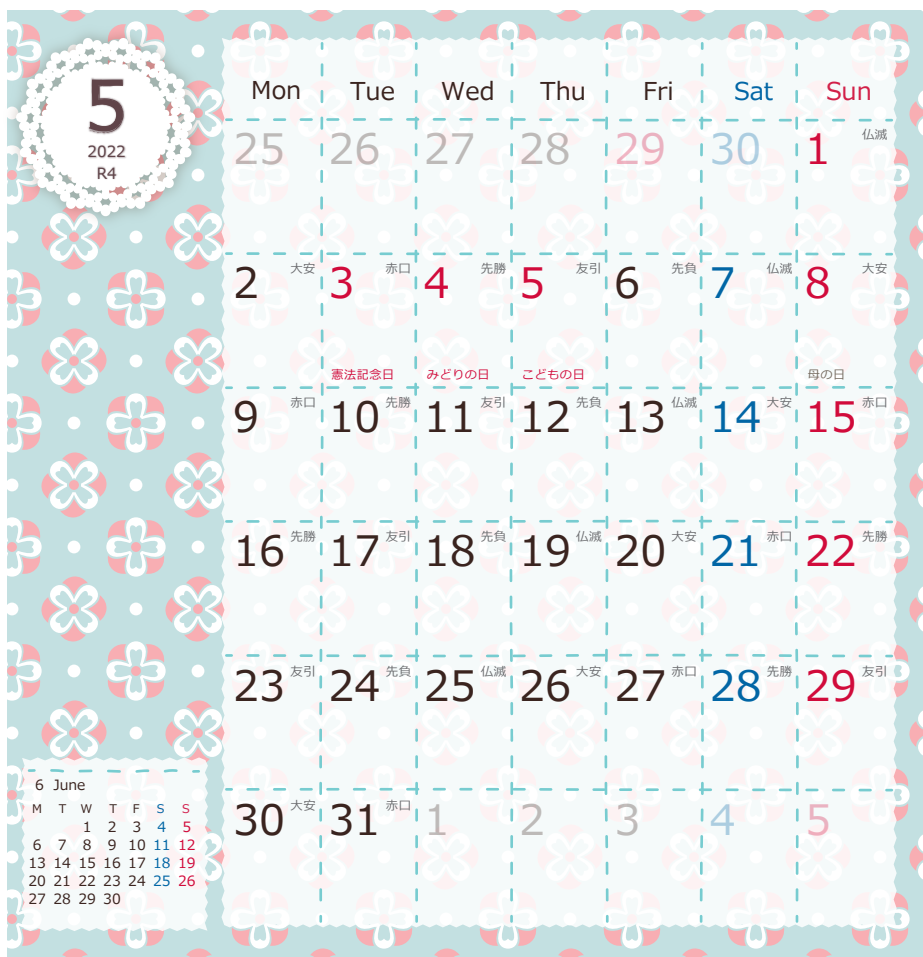 5
2022
R4
Mon Tue Wed Thu Fri Sat Sun
25 26 27 28 29 30 1 仏滅
2 大安 3 赤口 4 先勝 5 友引 6 先負 7 仏滅 8 大安
憲法記念日 みどりの日 こどもの日 母の日
9 赤口 10 先勝 11 友引 12 先負 13 仏滅 14 大安 15 赤口
16 先勝 17 友引 18 先負 19 仏滅 20 大安 21 赤口 22 先勝
23 友引 24 先負 25 仏滅 26 大安 27 赤口 28 先勝 29 友引
30 大安 31 赤口 1 2 3 4 5
6 June
M T W T F S S
1 2 3 4 5
6 7 8 9 10 11 12
13 14 15 16 17 18 19
20 21 22 23 24 25 26
27 28 29 30